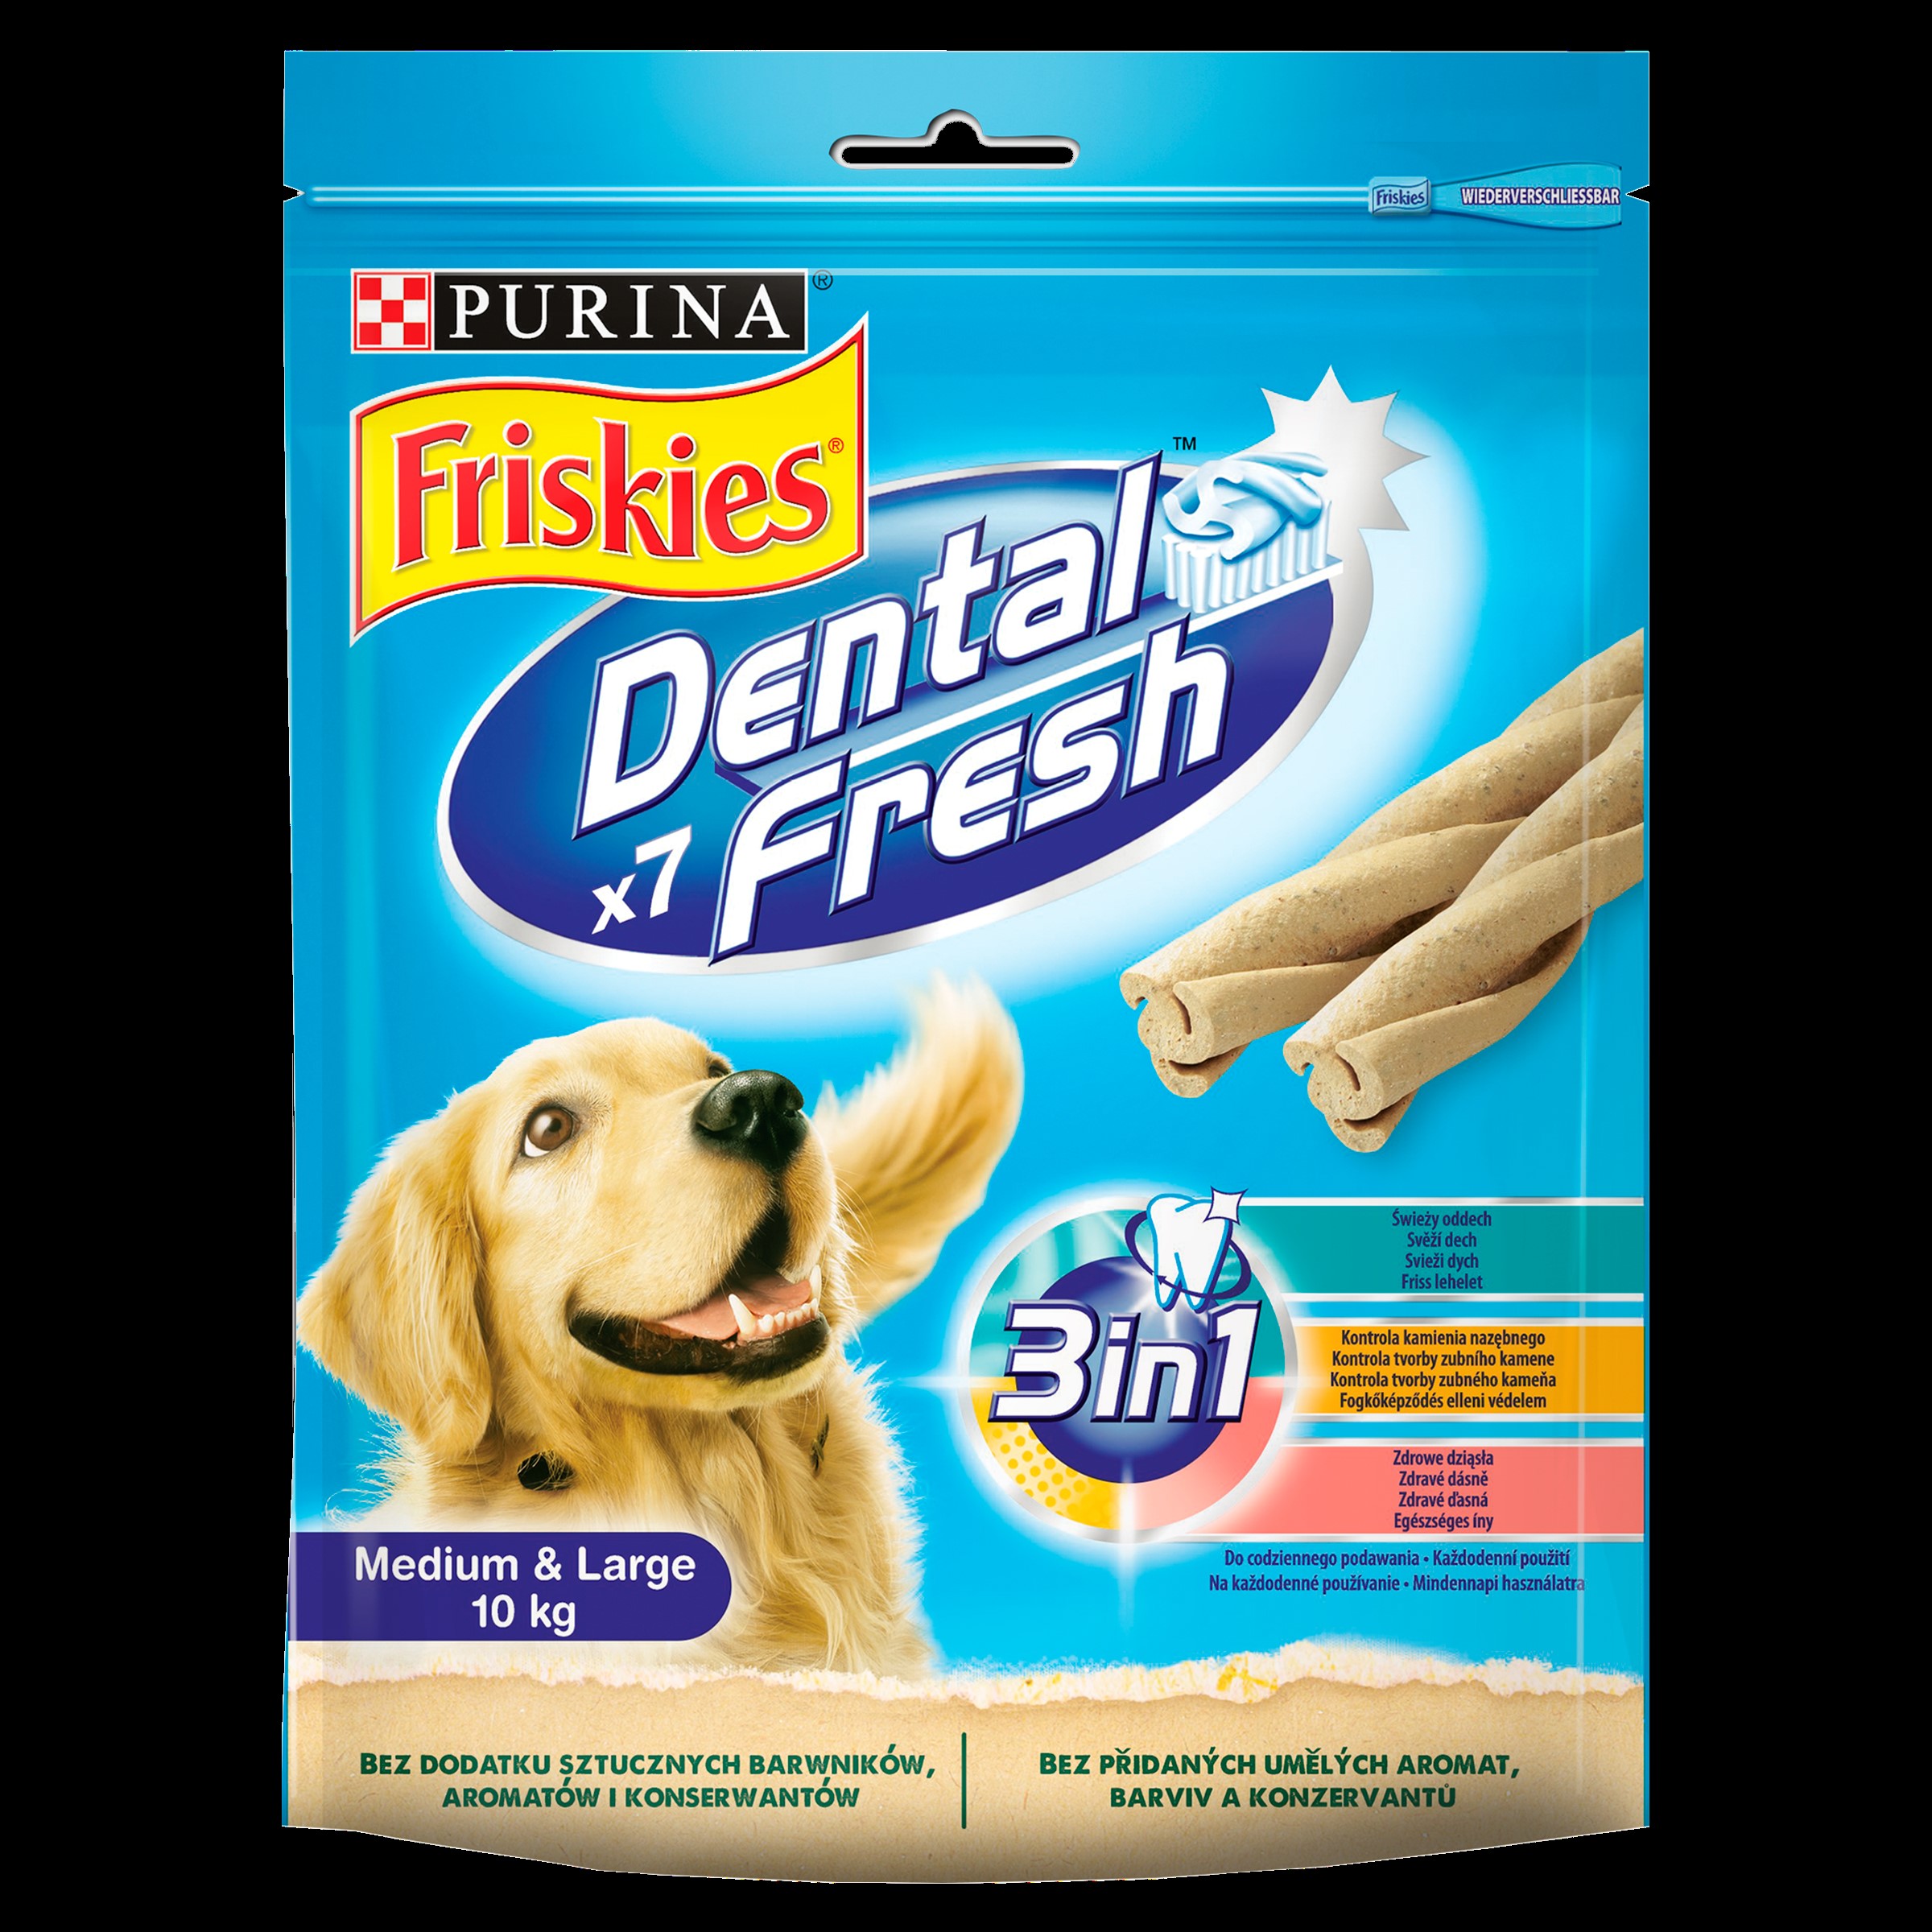 Friskies
WIEDERVERSCHLIESSBAR
PURINA®
Friskies®
Dental™
x7 Fresh
3in1
Świeży oddech
Svěží dech
Svieži dych
Friss lehelet
Kontrola kamienia nazębnego
Kontrola tvorby zubního kamene
Kontrola tvorby zubného kameňa
Fogkőképződés elleni védelem
Zdrowe dziąsła
Zdravé dásně
Zdravé ďasná
Egészséges íny
Do codziennego podawania • Každodenní použití
Na každodenné používanie • Mindennapi használatra
Medium & Large
10 kg
BEZ DODATKU SZTUCZNYCH BARWNIKÓW,
AROMATÓW I KONSERWANTÓW
BEZ PŘIDANÝCH UMĚLÝCH AROMAT,
BARVIV A KONZERVANTŮ